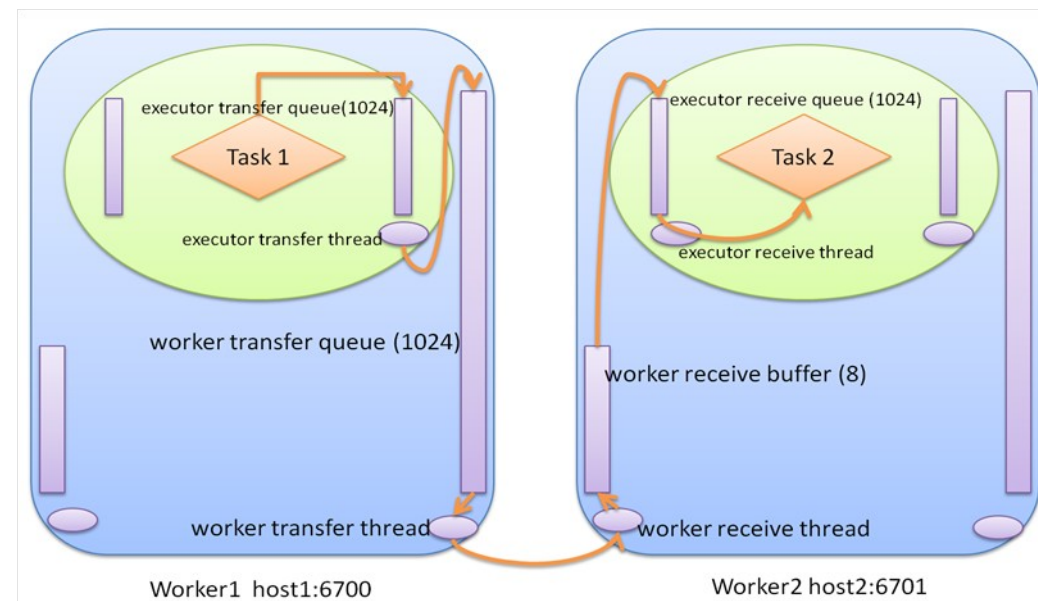 executor transfer queue(1024)
Task 1
executor transfer thread
worker transfer queue (1024)
worker transfer thread
Worker1  host1:6700
executor receive queue (1024)
Task 2
executor receive thread
worker receive buffer (8)
worker receive thread
Worker2 host2:6701